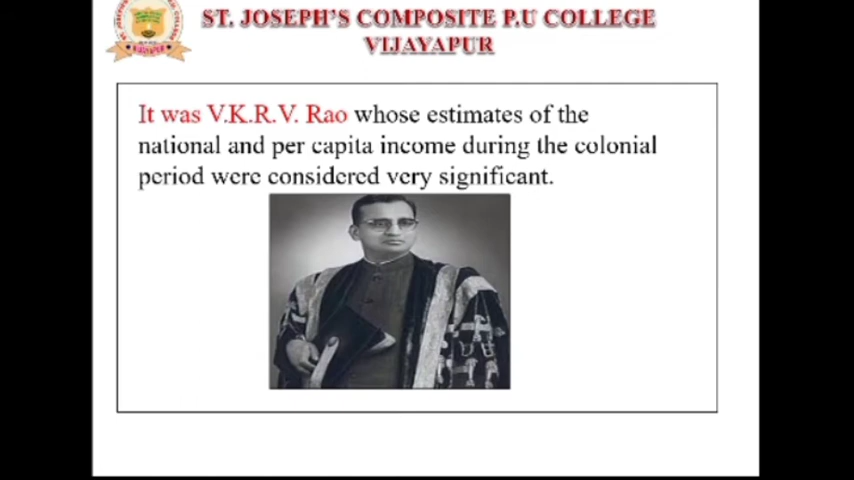 ST. JOSEPH'S COMPOSITE P.U COLLEGE
VIJAYAPUR
It was V.K.R.V. Rao whose estimates of the
national and per capita income during the colonial
period were considered very significant.